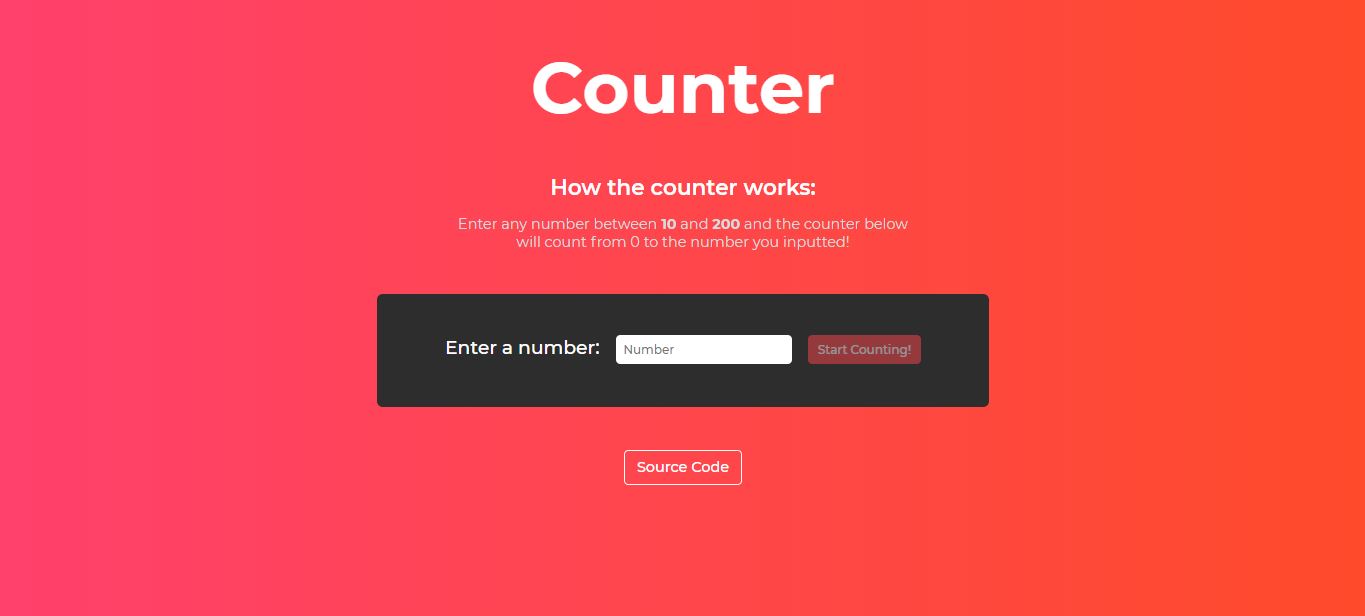 Counter
How the counter works:
Enter any number between 10 and 200 and the counter below
will count from 0 to the number you inputted!
Enter a number: Number Start Counting!
Source Code